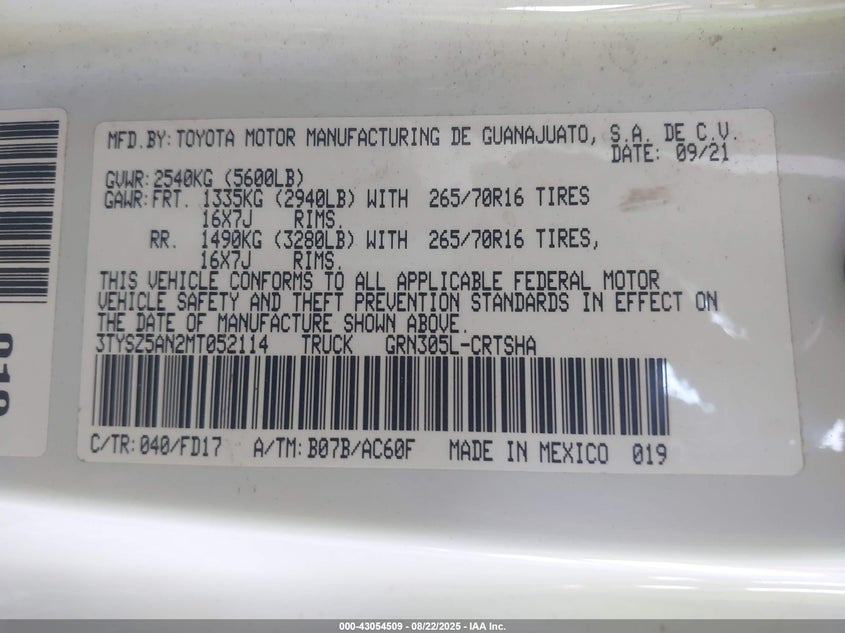 MFD.BY: TOYOTA MOTOR MANUFACTURING DE GUANAJUATO, S.A. DE C.V.
DATE: 09/21
GVWR: 2540KG (5600LB)
GAWR: FRT. 1335KG (2940LB) WITH 265/70R16 TIRES
16X7J RIMS.
RR. 1490KG (3280LB) WITH 265/70R16 TIRES,
16X7J RIMS.
THIS VEHICLE CONFORMS TO ALL APPLICABLE FEDERAL MOTOR
VEHICLE SAFETY AND THEFT PREVENTION STANDARDS IN EFFECT ON
THE DATE OF MANUFACTURE SHOWN ABOVE.
3TYSZ5AN2MT052114 TRUCK GRN305L-CRTSHA
C/TR: 040/FD17 A/TM: B07B/AC60F MADE IN MEXICO 019
000-43054509 - 08/22/2025 - IAA Inc.